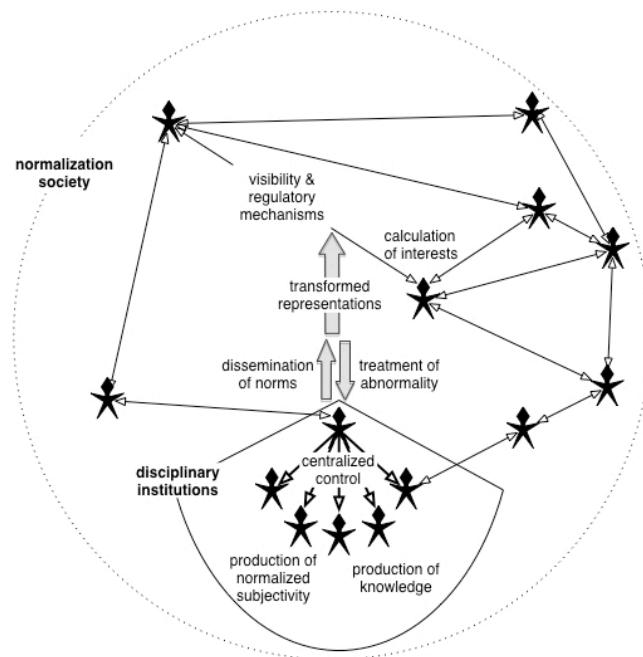 normalization
society
visibility &
regulatory
mechanisms
calculation
of interests
transformed
representations
dissemination
of norms
treatment of
abnormality
disciplinary
institutions
centralized
control
production of
normalized
subjectivity
production of
knowledge